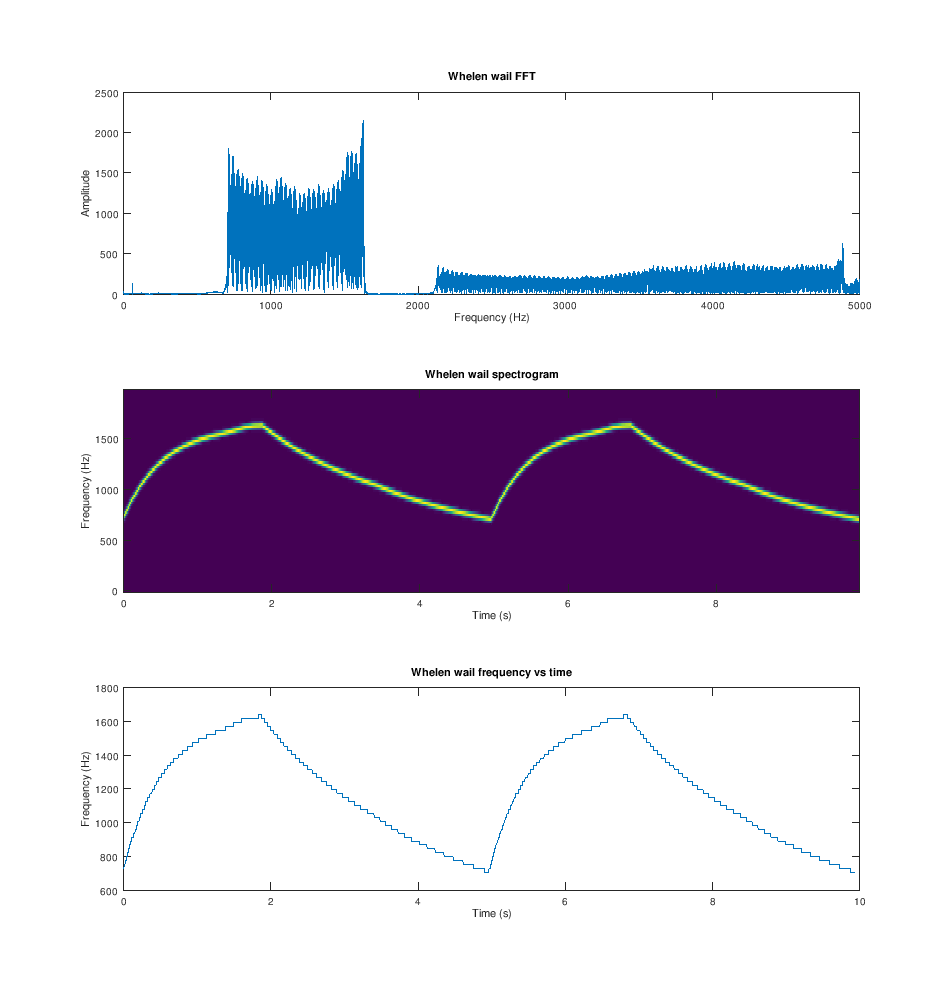 Whelen wail FFT
2500
2000
1500
1000
500
0
Amplitude
0 1000 2000 3000 4000 5000
Frequency (Hz)
Whelen wail spectrogram
1500
1000
500
0
Frequency (Hz)
0 2 4 6 8
Time (s)
Whelen wail frequency vs time
1800
1600
1400
1200
1000
800
600
Frequency (Hz)
0 2 4 6 8 10
Time (s)